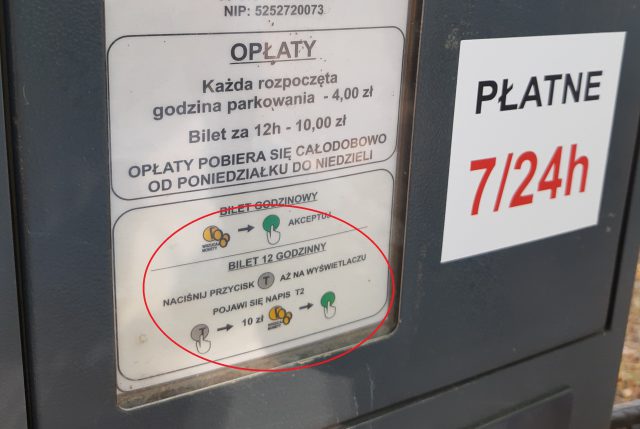 NIP: 5252720073
OPŁATY
Każda rozpoczęta
godzina parkowania - 4,00 zł
Bilet za 12h - 10,00 zł
OPŁATY POBIERA SIĘ CAŁODOBOWO
OD PONIEDZIAŁKU DO NIEDZIELI
BILET GODZINOWY
WRZUCAJ MONETY
AKCEPTUJ
BILET 12 GODZINNY
NACIŚNIJ PRZYCISK T AŻ NA WYŚWIETLACZU
POJAWI SIĘ NAPIS T2
T 10 zł
PŁATNE
7/24h